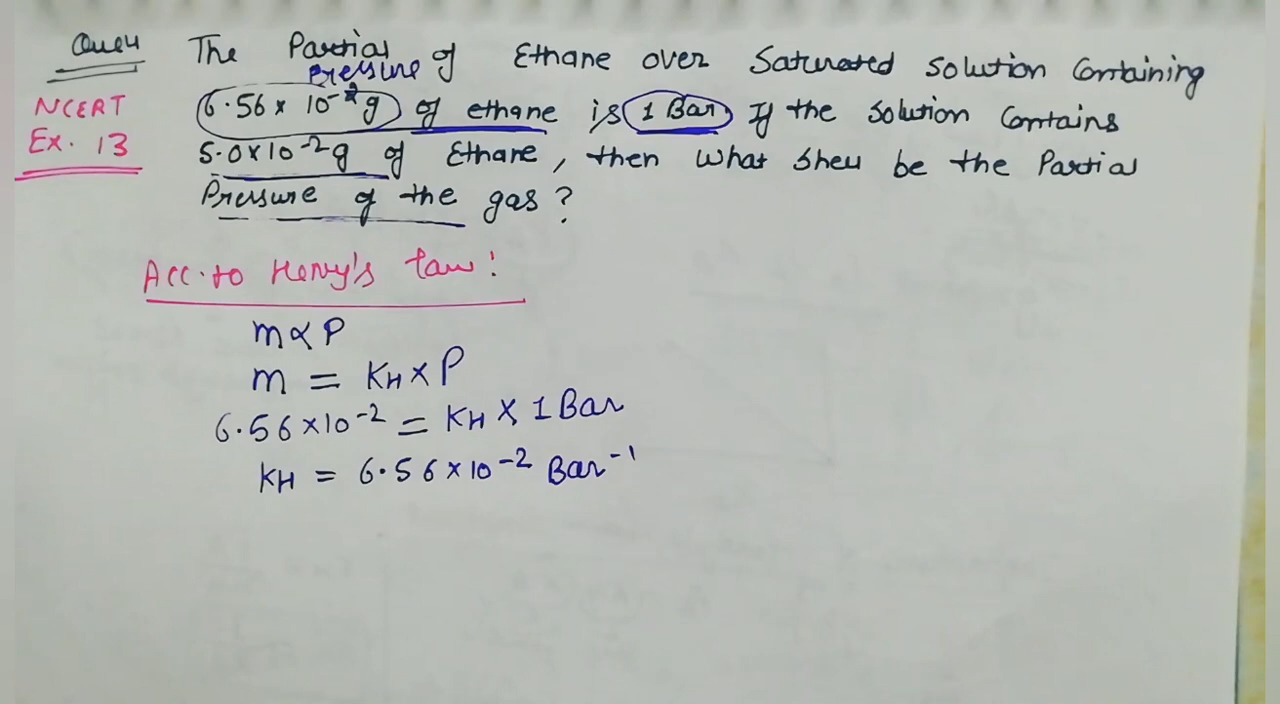 Ques The Partial Pressure of Ethane over Saturated Solution Containing
NCERT 6.56 x 10⁻²g of ethane is 1 Bar If the Solution Contains
Ex. 13 5.0x10⁻²g of Ethane, then what shell be the Partial
Pressure of the gas?
Acc. to Henry's law:
m ∝ P
m = KH x P
6.56 x 10⁻² = KH x 1 Bar
KH = 6.56 x 10⁻² Bar⁻¹